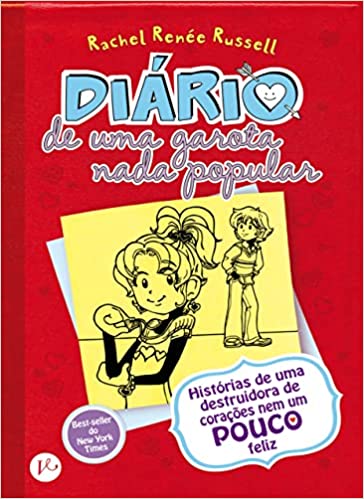 Rachel Renée Russell
DIÁRIO
de uma garota
nada popular
Histórias de uma
destruidora de
corações nem um
POUCO
feliz
Best-seller
do
New York
Times
V